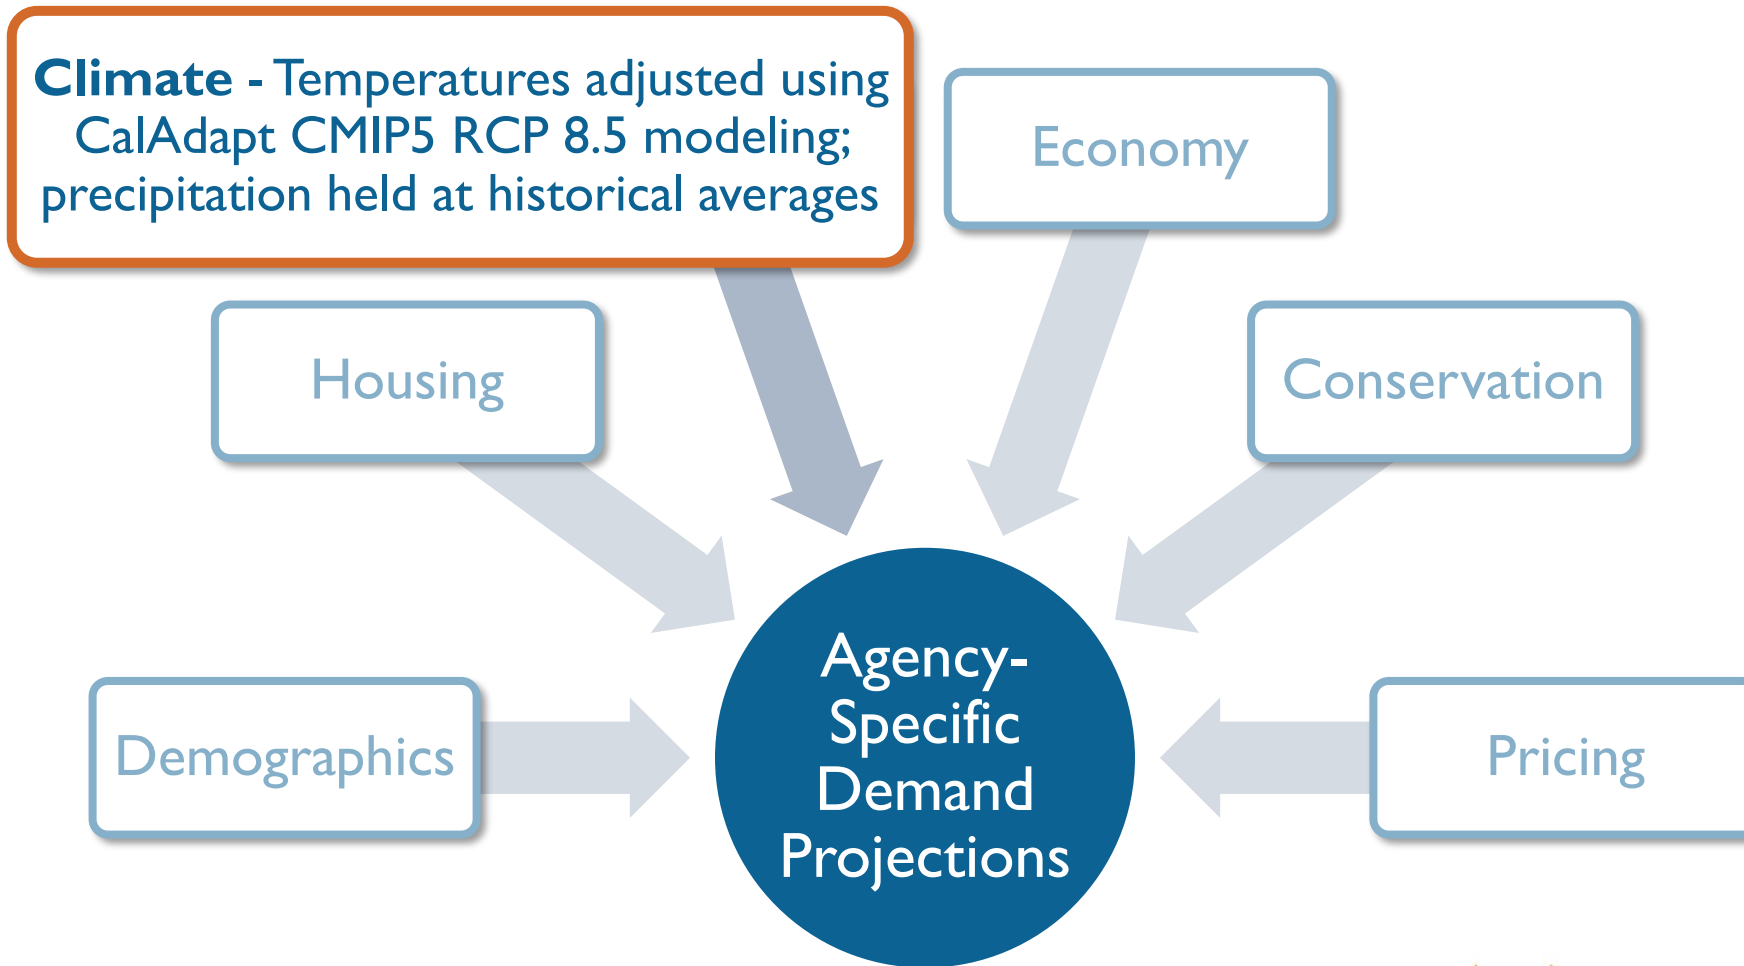 Climate - Temperatures adjusted using
CalAdapt CMIP5 RCP 8.5 modeling;
precipitation held at historical averages
Economy
Housing
Conservation
Demographics
Agency-
Specific
Demand
Projections
Pricing